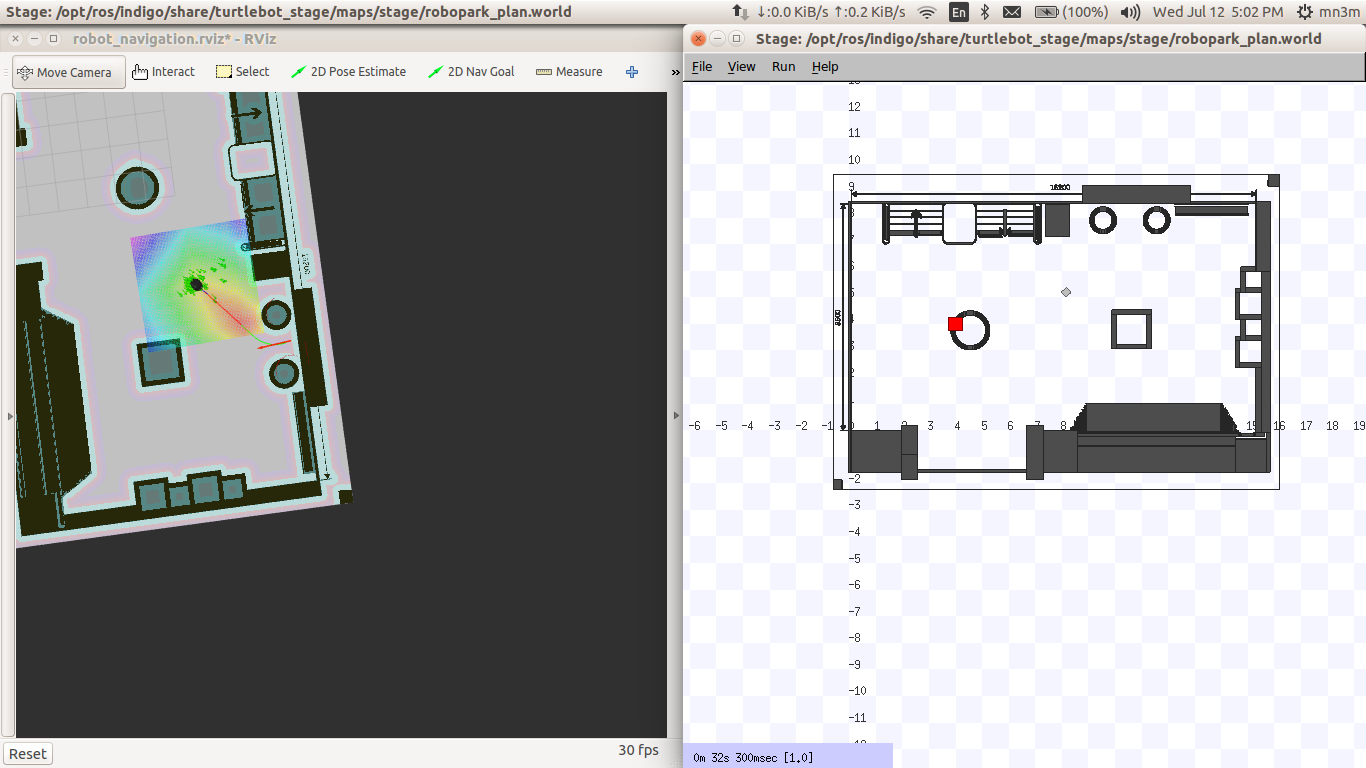 Stage: /opt/ros/indigo/share/turtlebot_stage/maps/stage/robopark_plan.world
↓:0.0 KiB/s ↑:0.2 KiB/s En (100%) Wed Jul 12 5:02 PM mn3m
robot_navigation.rviz* - RViz
Move Camera Interact Select 2D Pose Estimate 2D Nav Goal Measure »
Reset 30 fps
Stage: /opt/ros/indigo/share/turtlebot_stage/maps/stage/robopark_plan.world
File View Run Help
12
11
10
9
8
7
6
5
4
3
2
1
-6 -5 -4 -3 -2 -1 0 1 2 3 4 5 6 7 8 15 16 17 18 19
-2
-3
-4
-5
-6
-7
-8
-9
-10
-11
0m 32s 300msec [1.0]